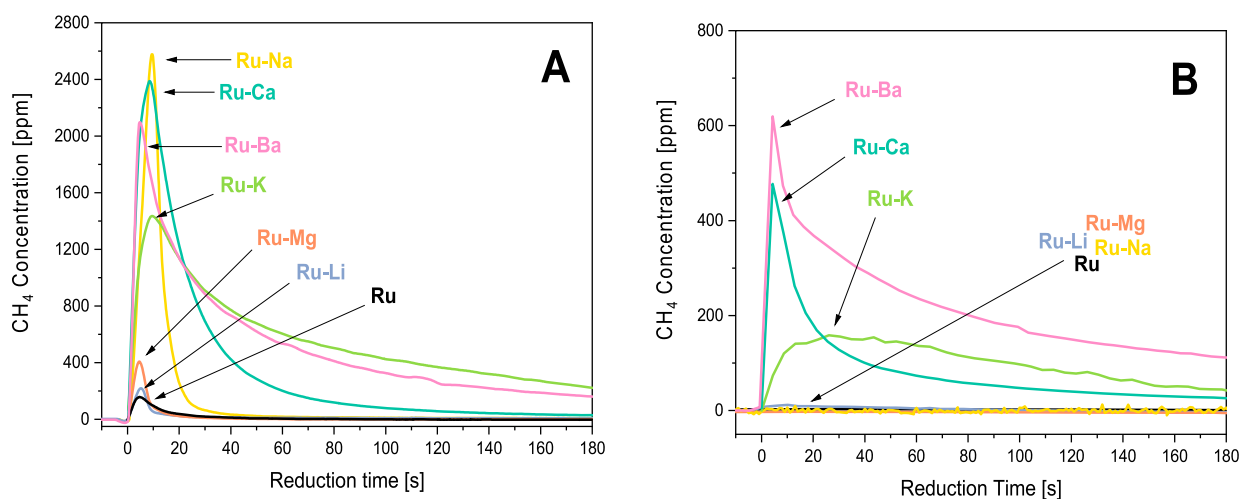 A
CH4 Concentration [ppm]
2800
2400
2000
1600
1200
800
400
0
Ru-Na
Ru-Ca
Ru-Ba
Ru-K
Ru-Mg
Ru-Li
Ru
0 20 40 60 80 100 120 140 160 180
Reduction time [s]
B
CH4 Concentration [ppm]
800
600
400
200
0
Ru-Ba
Ru-Ca
Ru-K
Ru-Mg
Ru-Li Ru-Na
Ru
0 20 40 60 80 100 120 140 160 180
Reduction Time [s]